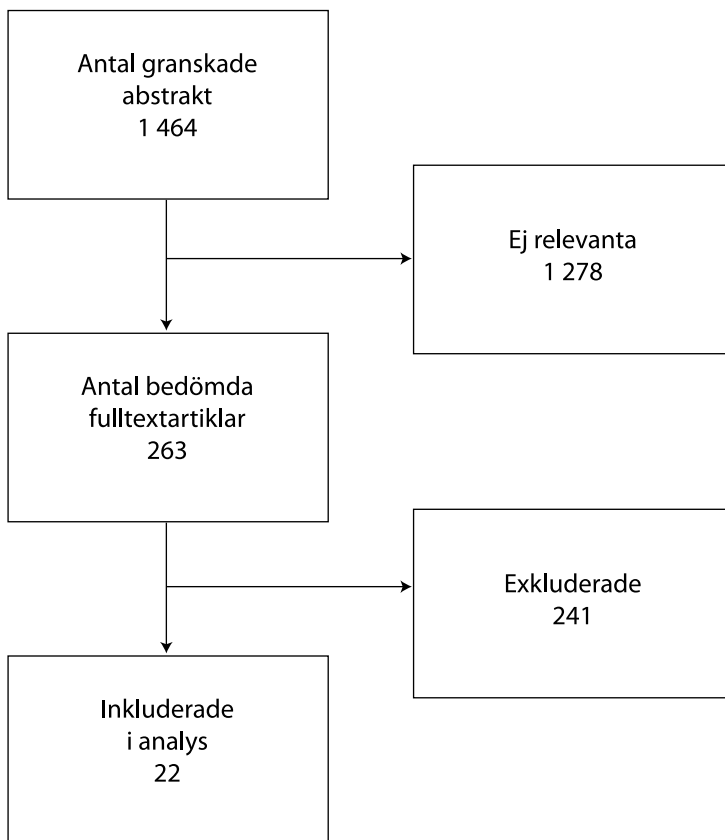 Antal granskade
abstrakt
1 464
Ej relevanta
1 278
Antal bedömda
fulltextartiklar
263
Exkluderade
241
Inkluderade
i analys
22